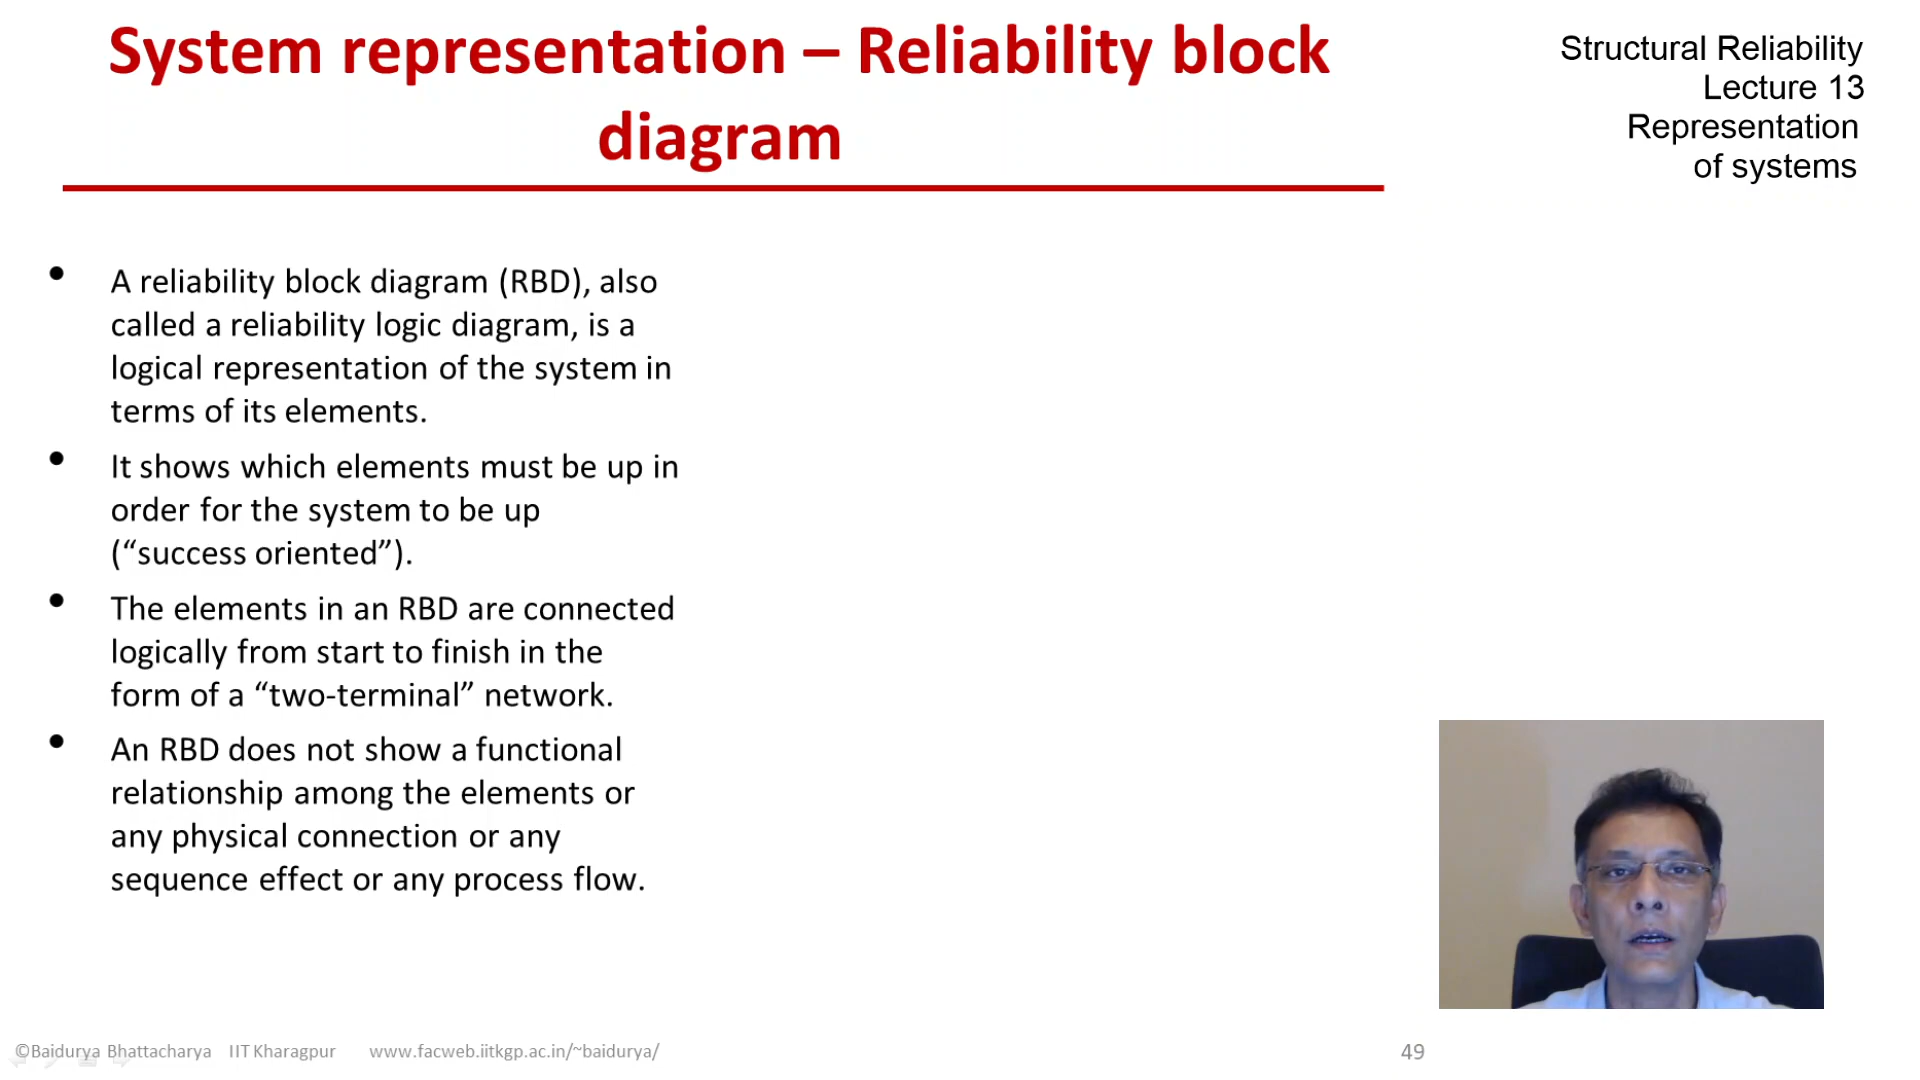 System representation – Reliability block
diagram
Structural Reliability
Lecture 13
Representation
of systems
• A reliability block diagram (RBD), also
called a reliability logic diagram, is a
logical representation of the system in
terms of its elements.
• It shows which elements must be up in
order for the system to be up
(“success oriented”).
• The elements in an RBD are connected
logically from start to finish in the
form of a “two-terminal” network.
• An RBD does not show a functional
relationship among the elements or
any physical connection or any
sequence effect or any process flow.
©Baidurya Bhattacharya IIT Kharagpur www.facweb.iitkgp.ac.in/~baidurya/
49